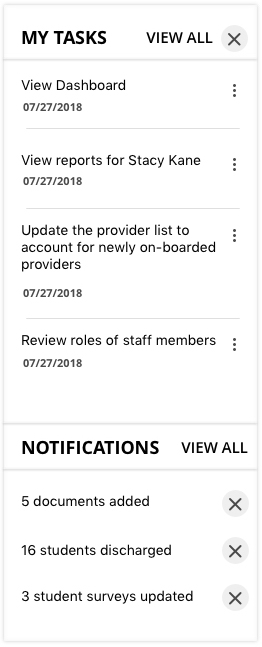 MY TASKS VIEW ALL
View Dashboard
07/27/2018
View reports for Stacy Kane
07/27/2018
Update the provider list to
account for newly on-boarded
providers
07/27/2018
Review roles of staff members
07/27/2018
NOTIFICATIONS VIEW ALL
5 documents added
16 students discharged
3 student surveys updated